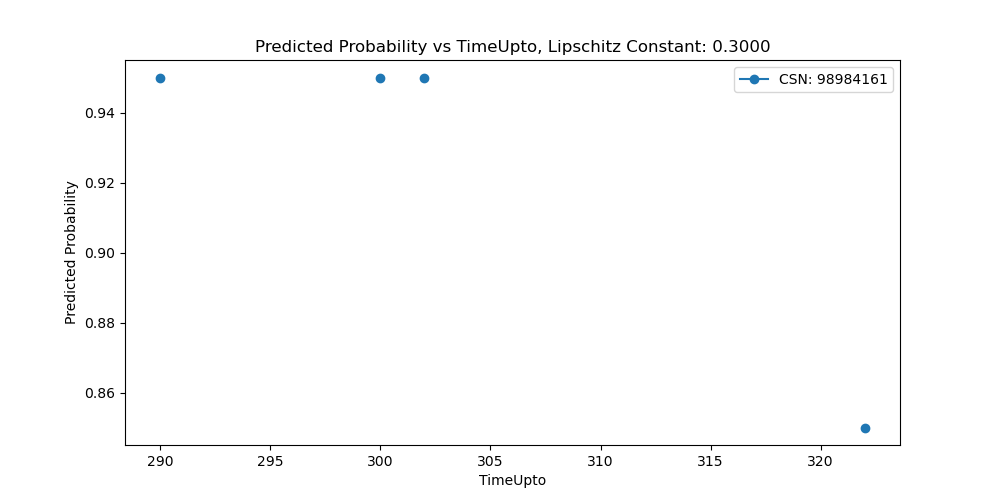 Predicted Probability vs TimeUpto, Lipschitz Constant: 0.3000
CSN: 98984161
Predicted Probability
0.94
0.92
0.90
0.88
0.86
290 295 300 305 310 315 320
TimeUpto